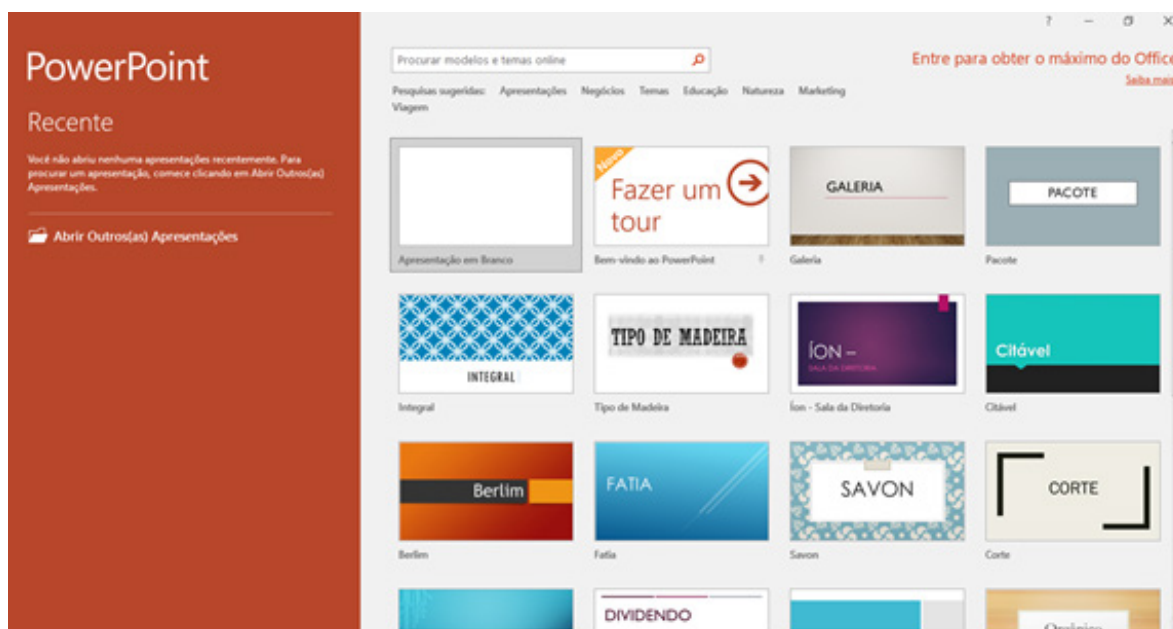 ? – X
PowerPoint
Recente
Você não abriu nenhuma apresentações recentemente. Para
procurar um apresentação, comece clicando em Abrir Outros(as)
Apresentações.
Abrir Outros(as) Apresentações
Procurar modelos e temas online
Entre para obter o máximo do Office
Saiba mais
Pesquisas sugeridas: Apresentações Negócios Temas Educação Natureza Marketing
Viagem
Apresentação em Branco
Novo
Fazer um
tour
Bem-vindo ao PowerPoint
GALERIA
Galeria
PACOTE
Pacote
INTEGRAL
Integral
TIPO DE MADEIRA
Tipo de Madeira
ÍON –
SALA DA DIRETORIA
Íon - Sala da Diretoria
Citável
Citável
Berlim
Berlim
FATIA
Fatia
SAVON
Savon
CORTE
Corte
DIVIDENDO